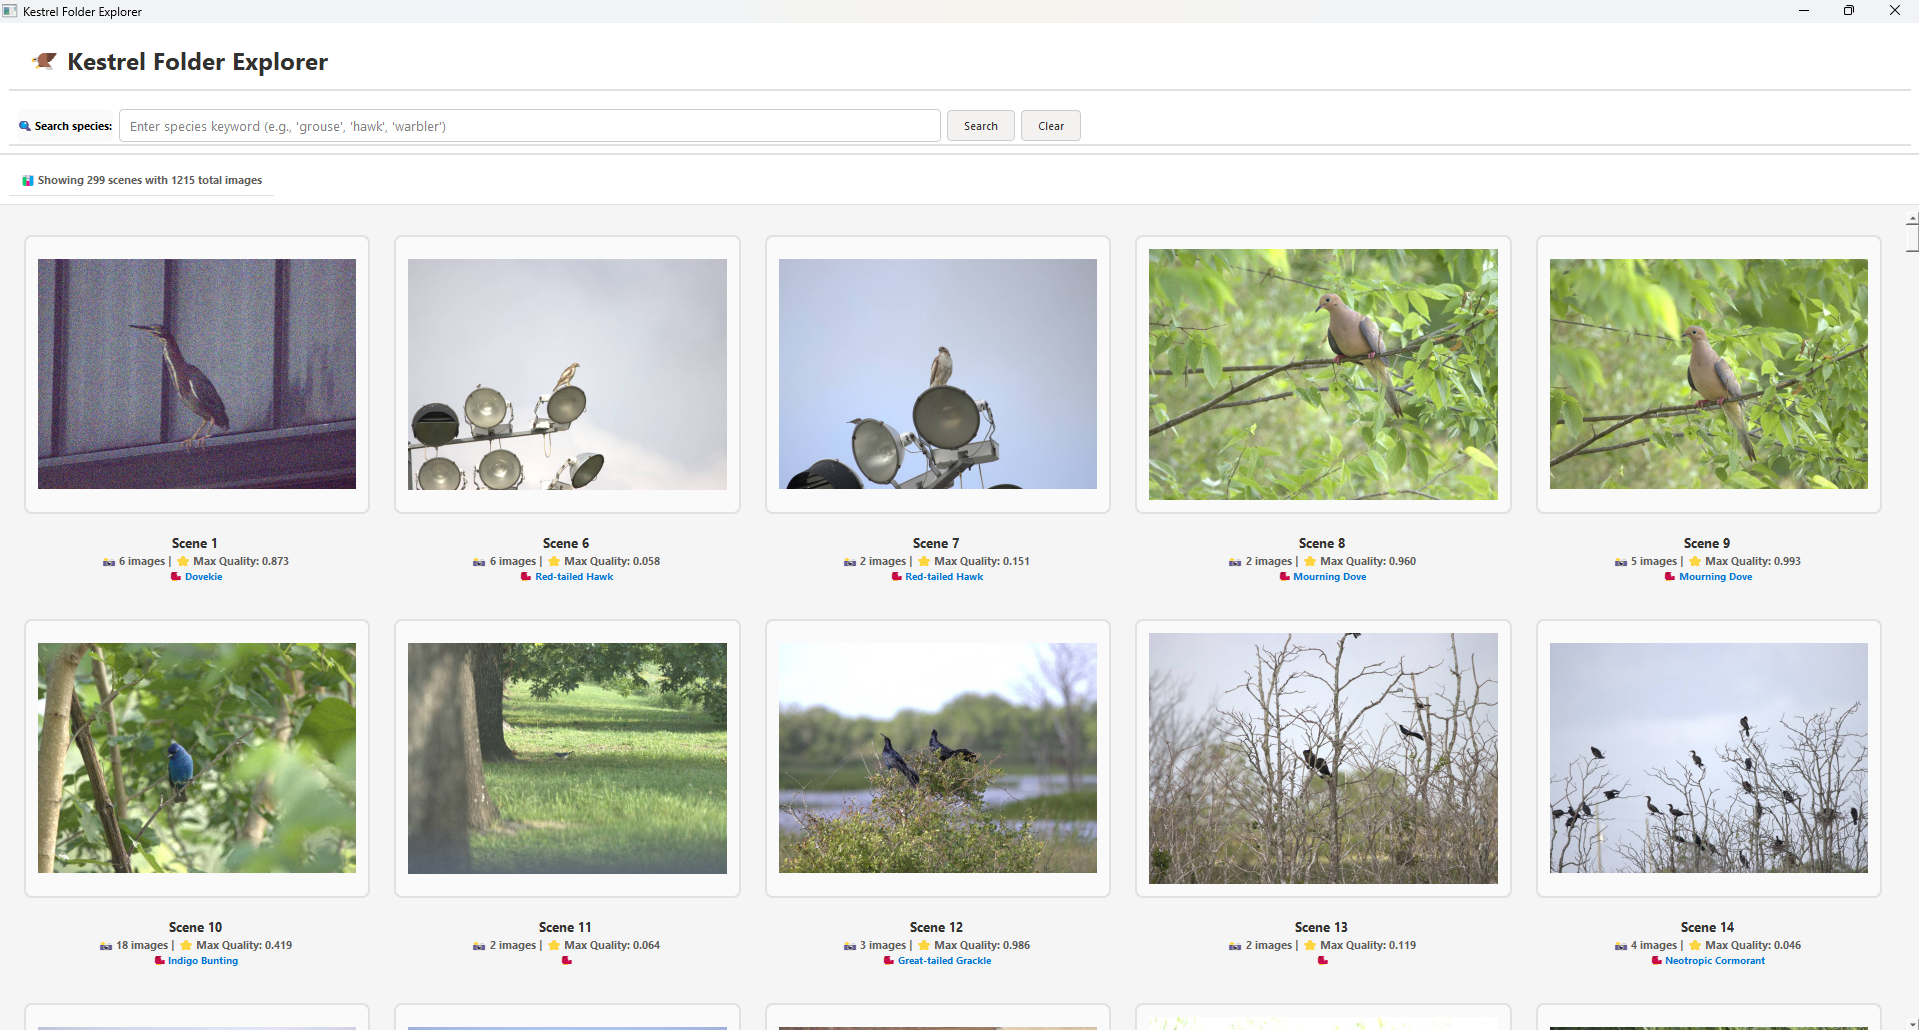 Kestrel Folder Explorer
Kestrel Folder Explorer
Search species: Enter species keyword (e.g., 'grouse', 'hawk', 'warbler') Search Clear
Showing 299 scenes with 1215 total images
Scene 1
6 images | Max Quality: 0.873
Dovekie
Scene 6
6 images | Max Quality: 0.058
Red-tailed Hawk
Scene 7
2 images | Max Quality: 0.151
Red-tailed Hawk
Scene 8
2 images | Max Quality: 0.960
Mourning Dove
Scene 9
5 images | Max Quality: 0.993
Mourning Dove
Scene 10
18 images | Max Quality: 0.419
Indigo Bunting
Scene 11
2 images | Max Quality: 0.064
Scene 12
3 images | Max Quality: 0.986
Great-tailed Grackle
Scene 13
2 images | Max Quality: 0.119
Scene 14
4 images | Max Quality: 0.046
Neotropic Cormorant